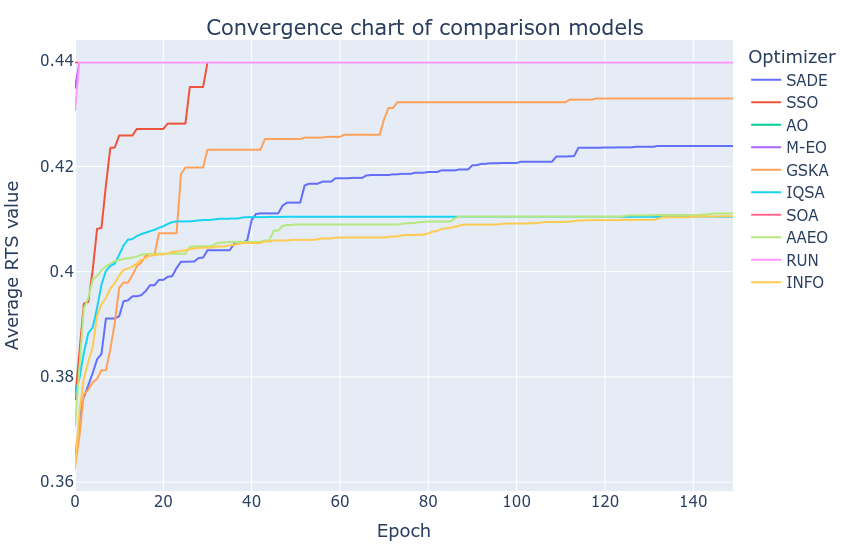 Convergence chart of comparison models
Average RTS value
0.44
0.42
0.4
0.38
0.36
0
20
40
60
80
100
120
140
Epoch
Optimizer
SADE
SSO
AO
M-EO
GSKA
IQSA
SOA
AAEO
RUN
INFO